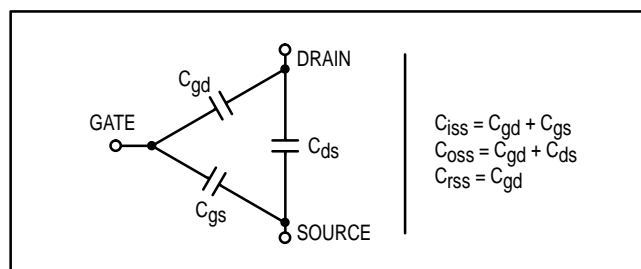 DRAIN
Cgd
GATE
Cds
Cgs
SOURCE
Ciss = Cgd + Cgs
Coss = Cgd + Cds
Crss = Cgd